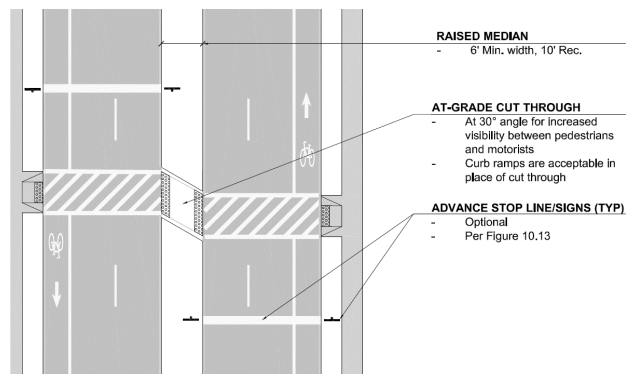 RAISED MEDIAN
- 6' Min. width, 10' Rec.
AT-GRADE CUT THROUGH
- At 30° angle for increased
visibility between pedestrians
and motorists
- Curb ramps are acceptable in
place of cut through
ADVANCE STOP LINE/SIGNS (TYP)
- Optional
- Per Figure 10.13